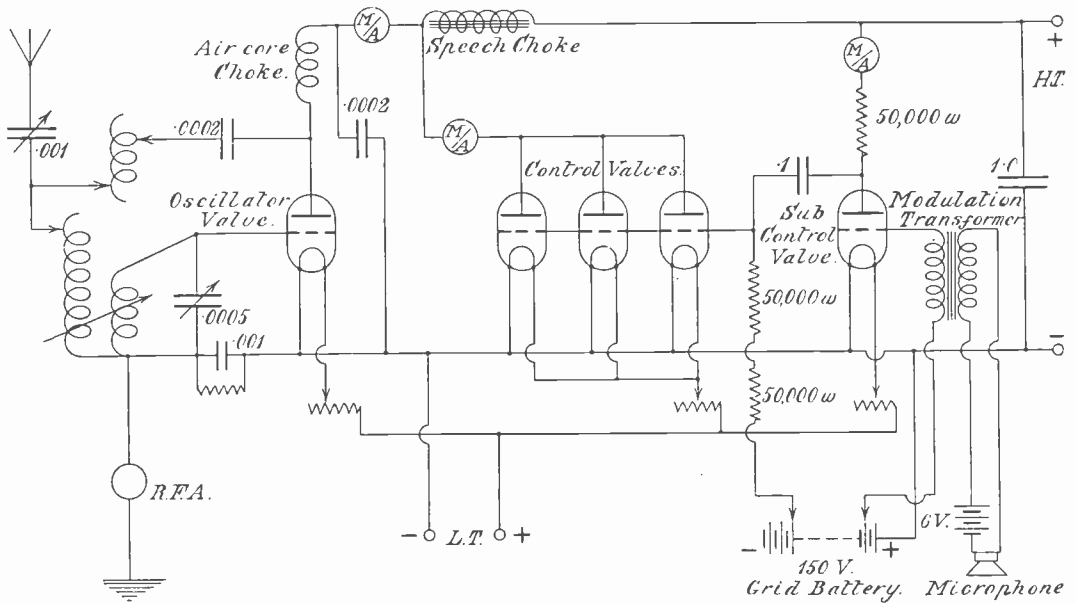 Air core
Choke.
M/A
Speech Choke
M/A
+
H.T.
50,000 ω
.001
.0002
.0002
M/A
Control Valves.
.1
1.0
Oscillator
Valve.
Sub
Control
Valve.
Modulation
Transformer
.0005
.001
50,000 ω
50,000 ω
-
R.F.A.
- L.T. +
- +
150 V.
Grid Battery.
6V.
Microphone